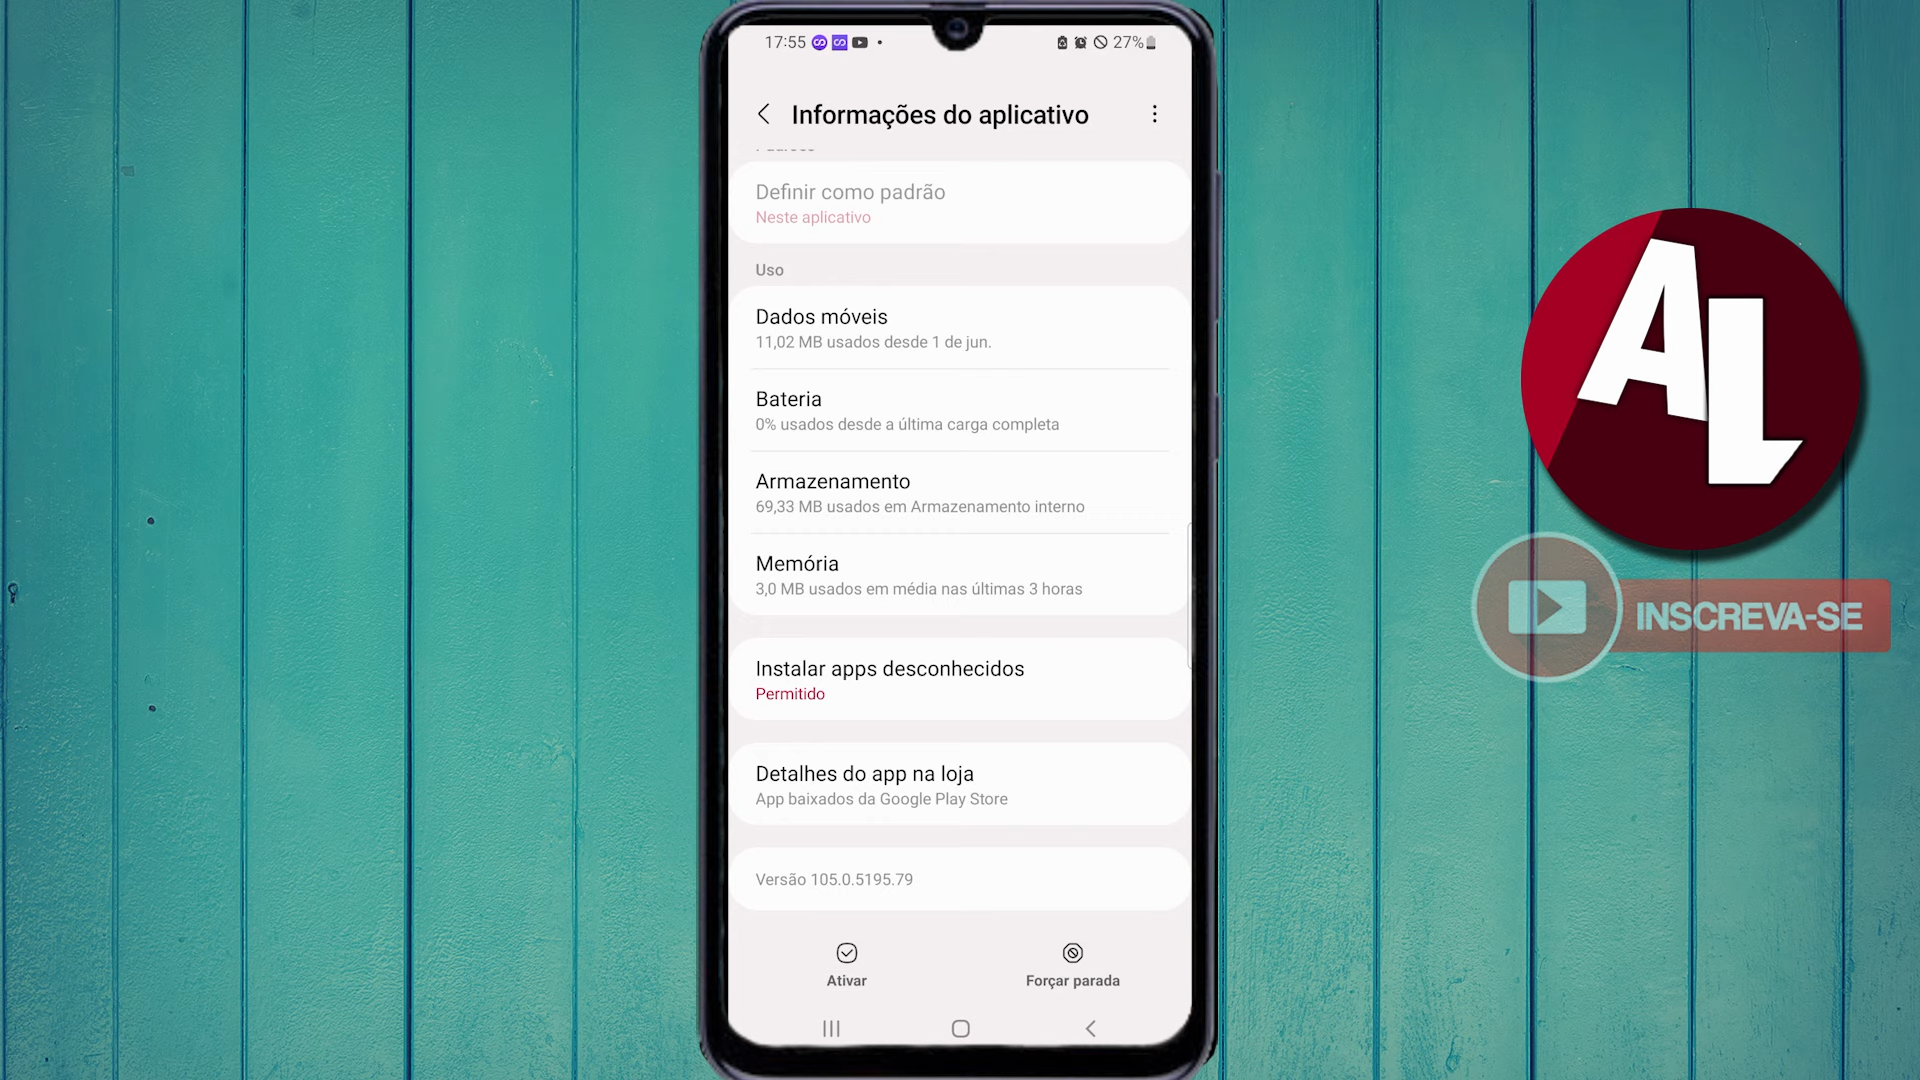 17:55
27%
Informações do aplicativo
Definir como padrão
Neste aplicativo
Uso
Dados móveis
11,02 MB usados desde 1 de jun.
Bateria
0% usados desde a última carga completa
Armazenamento
69,33 MB usados em Armazenamento interno
Memória
3,0 MB usados em média nas últimas 3 horas
Instalar apps desconhecidos
Permitido
Detalhes do app na loja
App baixados da Google Play Store
Versão 105.0.5195.79
Ativar
Forçar parada
AL
INSCREVA-SE